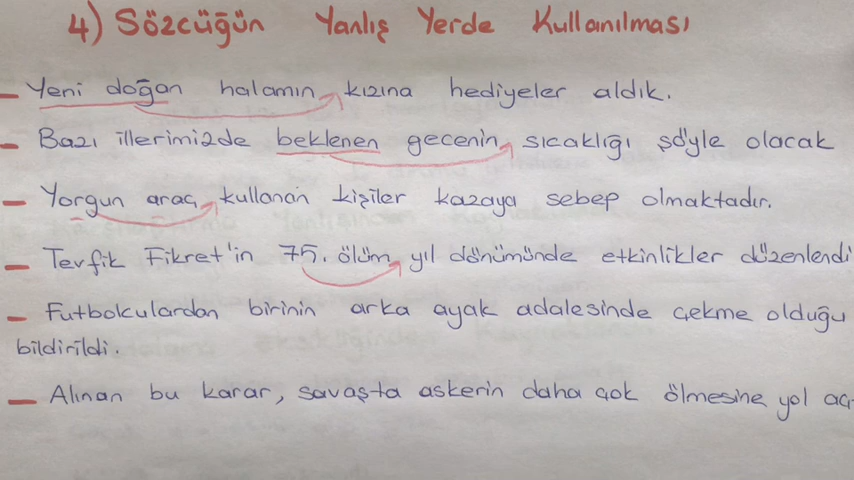 4) Sözcüğün Yanlış Yerde Kullanılması
– Yeni doğan halamın kızına hediyeler aldık.
– Bazı illerimizde beklenen gecenin sıcaklığı şöyle olacak
– Yorgun araç kullanan kişiler kazaya sebep olmaktadır.
– Tevfik Fikret'in 75. ölüm yıl dönümünde etkinlikler düzenlendi
– Futbolculardan birinin arka ayak adalesinde çekme olduğu
bildirildi.
– Alınan bu karar, savaşta askerin daha çok ölmesine yol aç